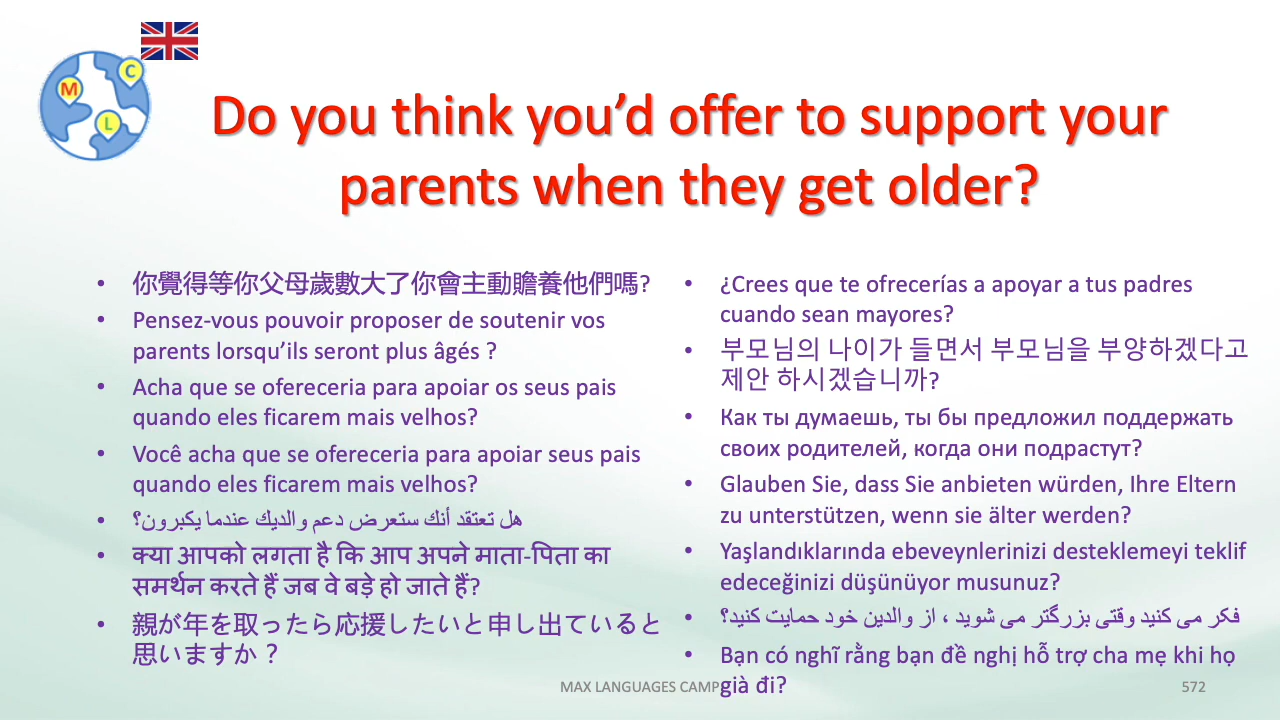 M
C
L
Do you think you’d offer to support your
parents when they get older?
• 你覺得等你父母歲數大了你會主動贍養他們嗎?
• Pensez-vous pouvoir proposer de soutenir vos
parents lorsqu’ils seront plus âgés ?
• Acha que se ofereceria para apoiar os seus pais
quando eles ficarem mais velhos?
• Você acha que se ofereceria para apoiar seus pais
quando eles ficarem mais velhos?
• هل تعتقد أنك ستعرض دعم والديك عندما يكبرون؟
• क्या आपको लगता है कि आप अपने माता-पिता का
समर्थन करते हैं जब वे बड़े हो जाते हैं?
• 親が年を取ったら応援したいと申し出ていると
思いますか？
• ¿Crees que te ofrecerías a apoyar a tus padres
cuando sean mayores?
• 부모님의 나이가 들면서 부모님을 부양하겠다고
제안 하시겠습니까?
• Как ты думаешь, ты бы предложил поддержать
своих родителей, когда они подрастут?
• Glauben Sie, dass Sie anbieten würden, Ihre Eltern
zu unterstützen, wenn sie älter werden?
• Yaşlandıklarında ebeveynlerinizi desteklemeyi teklif
edeceğinizi düşünüyor musunuz?
• فکر می کنید وقتی بزرگتر می شوید ، از والدین خود حمایت کنید؟
• Bạn có nghĩ rằng bạn đề nghị hỗ trợ cha mẹ khi họ
già đi?
MAX LANGUAGES CAMP
572